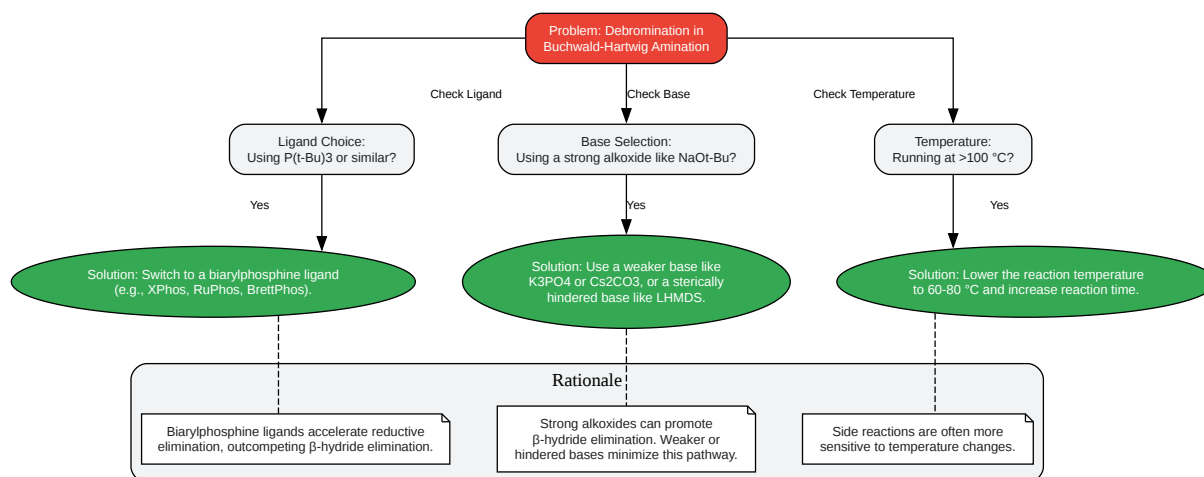 Problem: Debromination in
Buchwald-Hartwig Amination
Check Ligand
Check Base
Check Temperature
Ligand Choice:
Using P(t-Bu)3 or similar?
Base Selection:
Using a strong alkoxide like NaOt-Bu?
Temperature:
Running at >100 °C?
Yes
Yes
Yes
Solution: Switch to a biarylphosphine ligand
(e.g., XPhos, RuPhos, BrettPhos).
Solution: Use a weaker base like
K3PO4 or Cs2CO3, or a sterically
hindered base like LHMDS.
Solution: Lower the reaction temperature
to 60-80 °C and increase reaction time.
Rationale
Biarylphosphine ligands accelerate reductive
elimination, outcompeting β-hydride elimination.
Strong alkoxides can promote
β-hydride elimination. Weaker or
hindered bases minimize this pathway.
Side reactions are often more
sensitive to temperature changes.